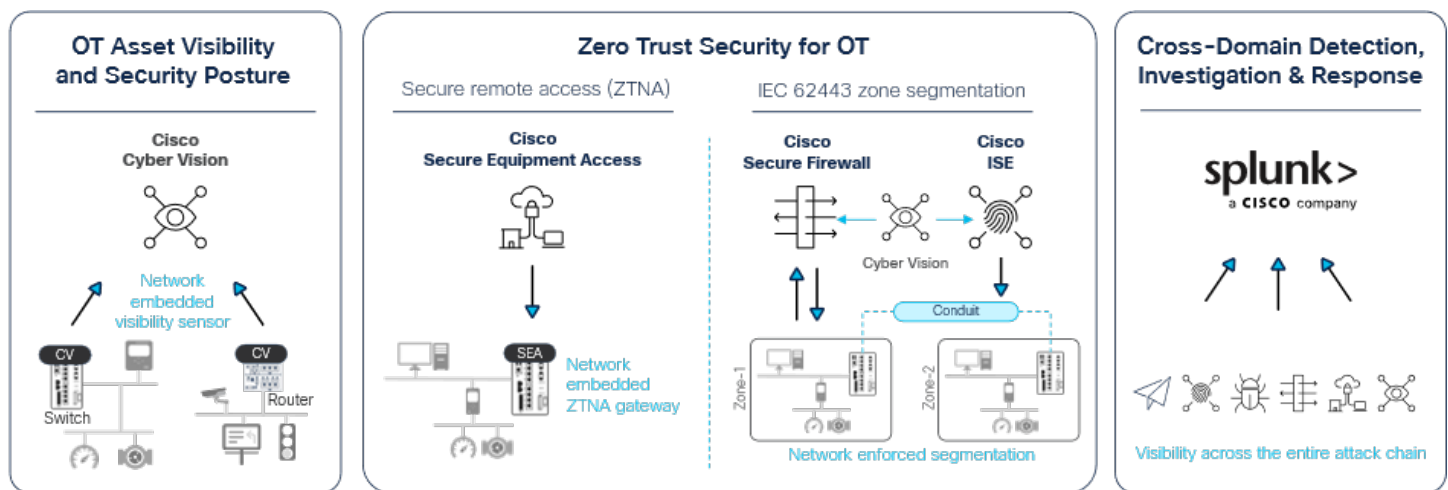 OT Asset Visibility
and Security Posture
Cisco
Cyber Vision
Network
embedded
visibility sensor
CV
CV
Switch
Router
Zero Trust Security for OT
Secure remote access (ZTNA)
Cisco
Secure Equipment Access
SEA
Network
embedded
ZTNA gateway
IEC 62443 zone segmentation
Cisco
Secure Firewall
Cisco
ISE
Cyber Vision
Conduit
Zone-1
Zone-2
Network enforced segmentation
Cross-Domain Detection,
Investigation & Response
splunk>
a CISCO company
Visibility across the entire attack chain